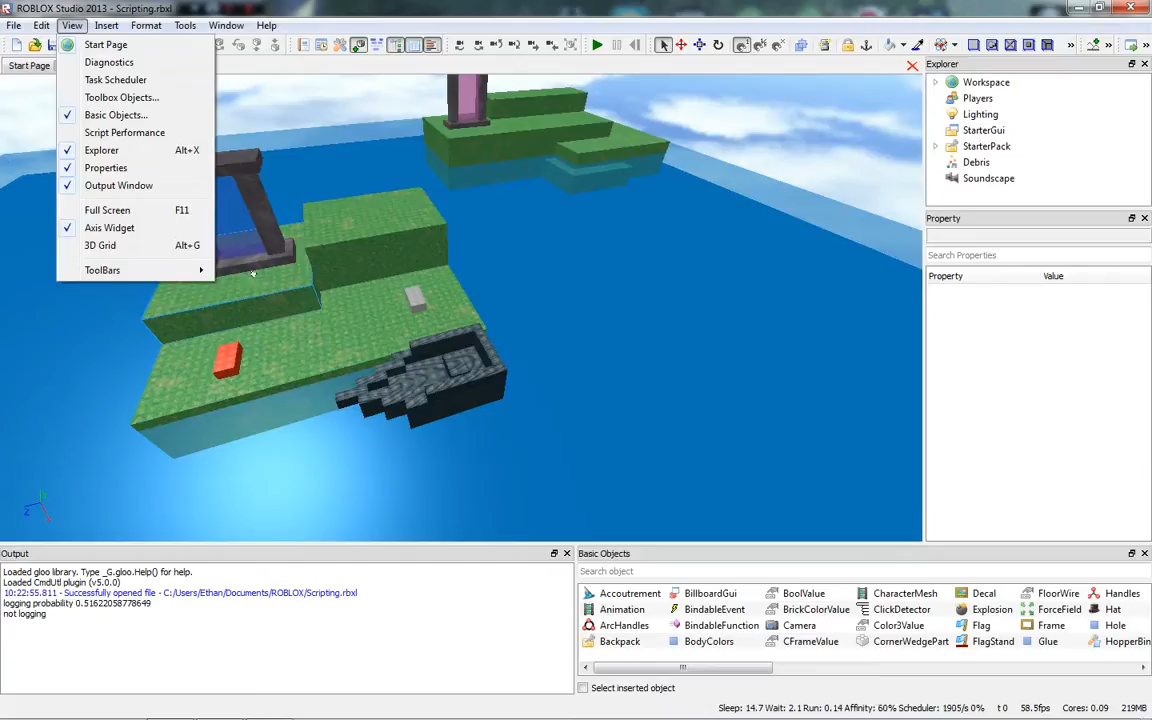 ROBLOX Studio 2013 - Scripting.rbxl
File Edit View Insert Format Tools Window Help
Start Page
Start Page
Diagnostics
Task Scheduler
Toolbox Objects...
Basic Objects...
Script Performance
Explorer Alt+X
Properties
Output Window
Full Screen F11
Axis Widget
3D Grid Alt+G
ToolBars
Explorer
Workspace
Players
Lighting
StarterGui
StarterPack
Debris
Soundscape
Property
Search Properties
Property Value
Output
Loaded gloo library. Type _G.gloo.Help() for help.
Loaded CmdUtl plugin (v5.0.0)
10:22:55.811 - Successfully opened file - C:/Users/Ethan/Documents/ROBLOX/Scripting.rbxl
logging probability 0.51622058778649
not logging
Basic Objects
Search object
Accoutrement BillboardGui BoolValue CharacterMesh Decal FloorWire Handles
Animation BindableEvent BrickColorValue ClickDetector Explosion ForceField Hat
ArcHandles BindableFunction Camera Color3Value Flag Frame Hole
Backpack BodyColors CFrameValue CornerWedgePart FlagStand Glue HopperBin
Select inserted object
Sleep: 14.7 Wait: 2.1 Run: 0.14 Affinity: 60% Scheduler: 1905/s 0% t 0 58.5fps Cores: 0.09 219MB